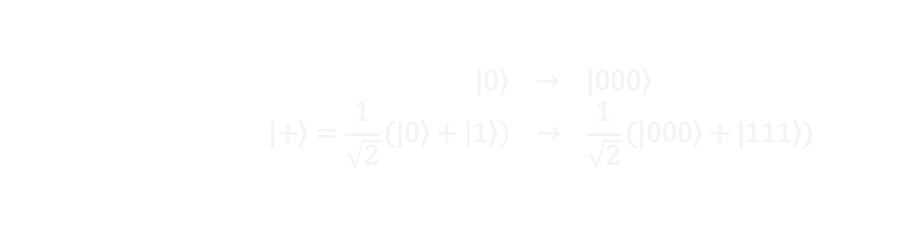 |0⟩ → |000⟩
|+⟩ = 1/√2 (|0⟩ + |1⟩) → 1/√2 (|000⟩ + |111⟩)